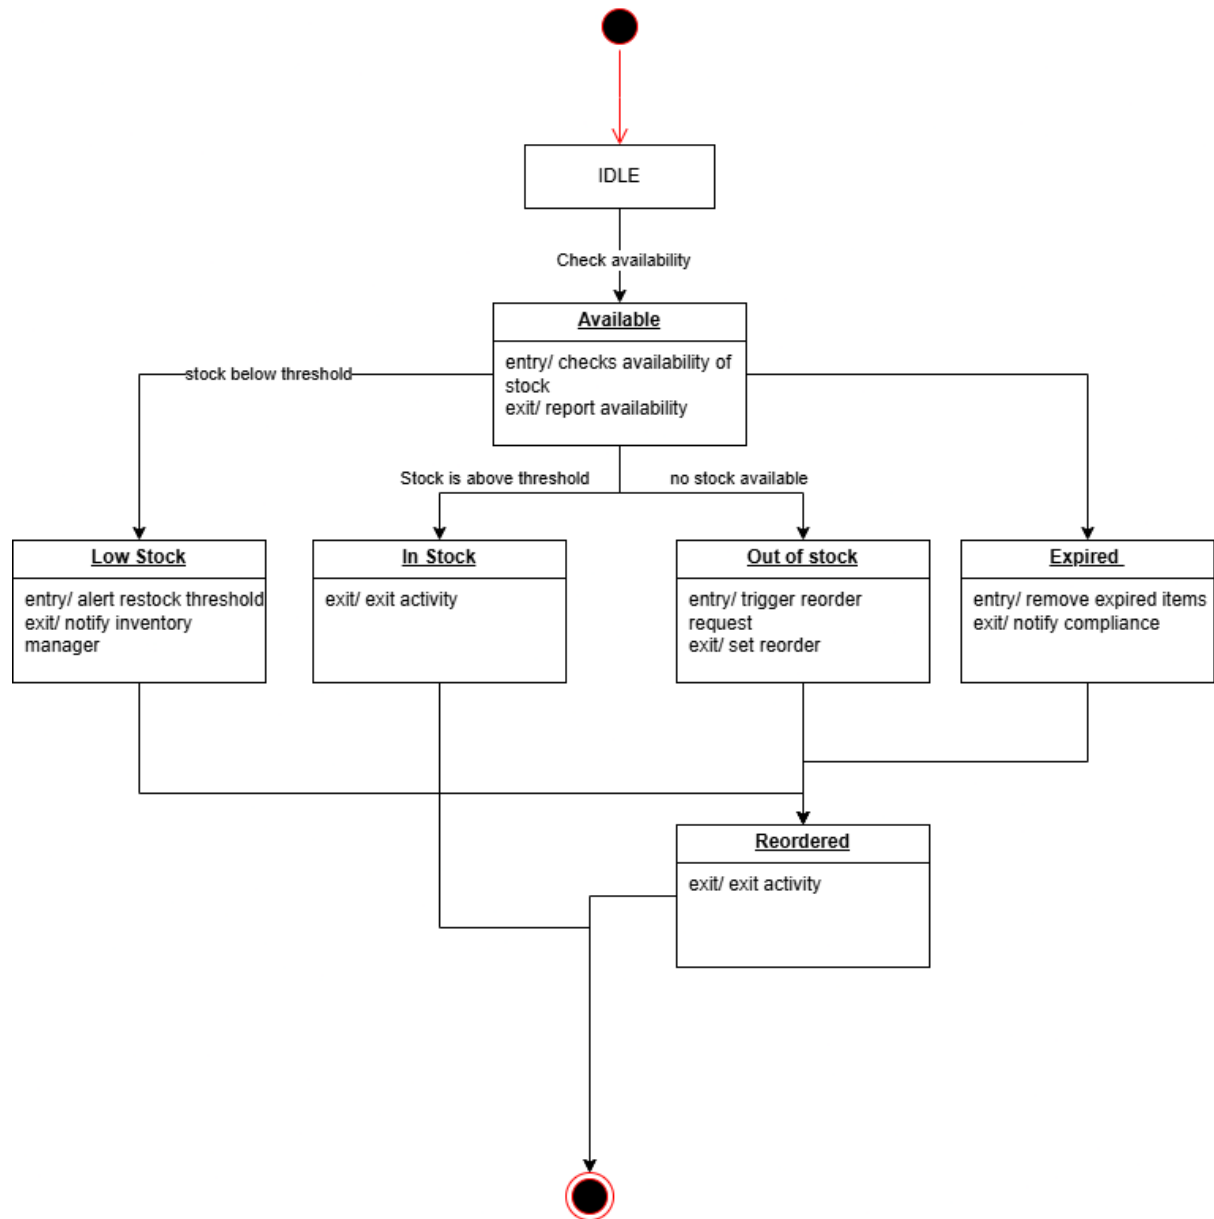 IDLE
Check availability
Available
entry/ checks availability of
stock
exit/ report availability
stock below threshold
Stock is above threshold
no stock available
Low Stock
entry/ alert restock threshold
exit/ notify inventory
manager
In Stock
exit/ exit activity
Out of stock
entry/ trigger reorder
request
exit/ set reorder
Expired
entry/ remove expired items
exit/ notify compliance
Reordered
exit/ exit activity